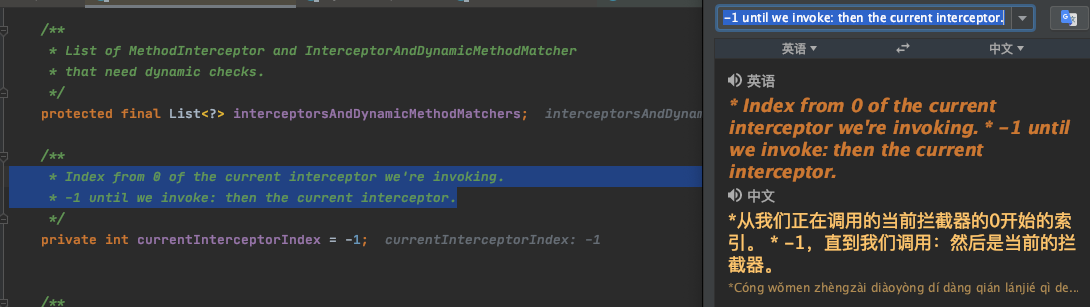 /**
* List of MethodInterceptor and InterceptorAndDynamicMethodMatcher
* that need dynamic checks.
*/
protected final List<?> interceptorsAndDynamicMethodMatchers;  interceptorsAndDynam
/**
* Index from 0 of the current interceptor we're invoking.
* -1 until we invoke: then the current interceptor.
*/
private int currentInterceptorIndex = -1;  currentInterceptorIndex: -1
/**
-1 until we invoke: then the current interceptor.
英语 中文
英语
* Index from 0 of the current
interceptor we're invoking. * -1 until
we invoke: then the current
interceptor.
中文
*从我们正在调用的当前拦截器的0开始的索
引。 * -1，直到我们调用：然后是当前的拦
截器。
*Cóng wǒmen zhèngzài diàoyòng dí dàng qián lánjié qì de...